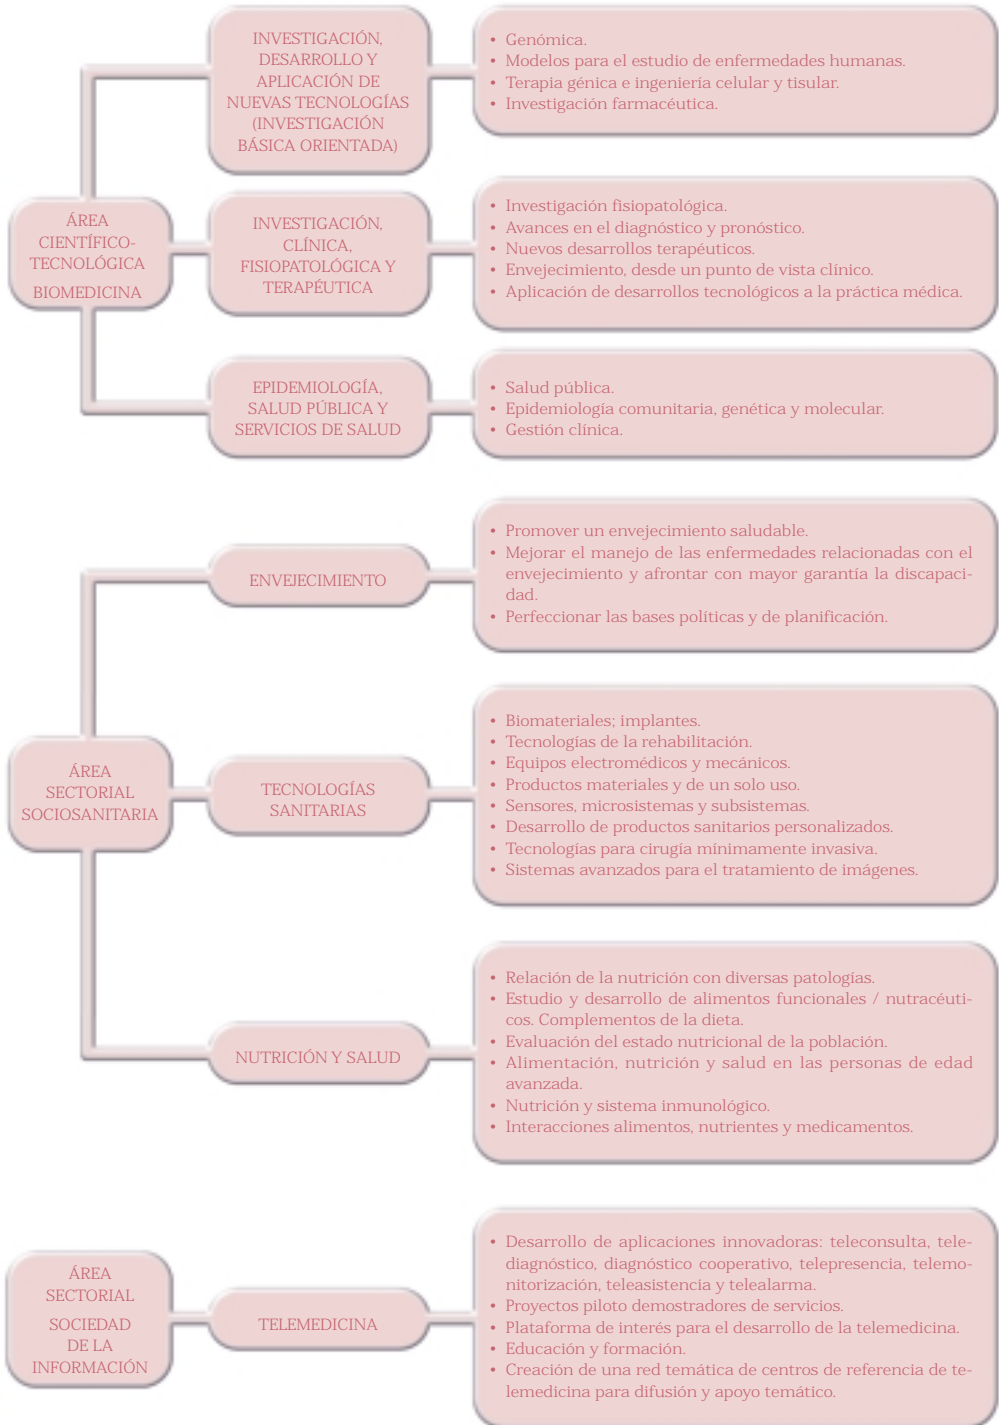 ÁREA
CIENTÍFICO-
TECNOLÓGICA
BIOMEDICINA
INVESTIGACIÓN,
DESARROLLO Y
APLICACIÓN DE
NUEVAS TECNOLOGÍAS
(INVESTIGACIÓN
BÁSICA ORIENTADA)
• Genómica.
• Modelos para el estudio de enfermedades humanas.
• Terapia génica e ingeniería celular y tisular.
• Investigación farmacéutica.
INVESTIGACIÓN,
CLÍNICA,
FISIOPATOLÓGICA Y
TERAPÉUTICA
• Investigación fisiopatológica.
• Avances en el diagnóstico y pronóstico.
• Nuevos desarrollos terapéuticos.
• Envejecimiento, desde un punto de vista clínico.
• Aplicación de desarrollos tecnológicos a la práctica médica.
EPIDEMIOLOGÍA,
SALUD PÚBLICA Y
SERVICIOS DE SALUD
• Salud pública.
• Epidemiología comunitaria, genética y molecular.
• Gestión clínica.
ÁREA
SECTORIAL
SOCIOSANITARIA
ENVEJECIMIENTO
• Promover un envejecimiento saludable.
• Mejorar el manejo de las enfermedades relacionadas con el
envejecimiento y afrontar con mayor garantía la discapaci-
dad.
• Perfeccionar las bases políticas y de planificación.
TECNOLOGÍAS
SANITARIAS
• Biomateriales; implantes.
• Tecnologías de la rehabilitación.
• Equipos electromédicos y mecánicos.
• Productos materiales y de un solo uso.
• Sensores, microsistemas y subsistemas.
• Desarrollo de productos sanitarios personalizados.
• Tecnologías para cirugía mínimamente invasiva.
• Sistemas avanzados para el tratamiento de imágenes.
NUTRICIÓN Y SALUD
• Relación de la nutrición con diversas patologías.
• Estudio y desarrollo de alimentos funcionales / nutracéuti-
cos. Complementos de la dieta.
• Evaluación del estado nutricional de la población.
• Alimentación, nutrición y salud en las personas de edad
avanzada.
• Nutrición y sistema inmunológico.
• Interacciones alimentos, nutrientes y medicamentos.
ÁREA
SECTORIAL
SOCIEDAD
DE LA
INFORMACIÓN
TELEMEDICINA
• Desarrollo de aplicaciones innovadoras: teleconsulta, tele-
diagnóstico, diagnóstico cooperativo, telepresencia, telemo-
nitorización, teleasistencia y telealarma.
• Proyectos piloto demostradores de servicios.
• Plataforma de interés para el desarrollo de la telemedicina.
• Educación y formación.
• Creación de una red temática de centros de referencia de te-
lemedicina para difusión y apoyo temático.